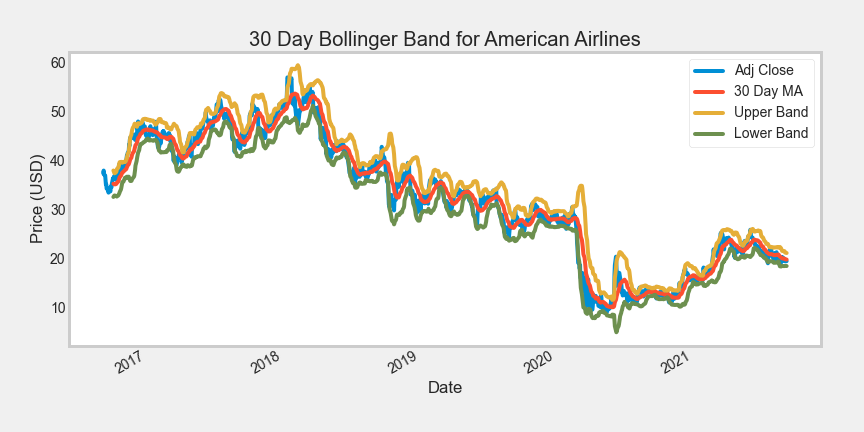 30 Day Bollinger Band for American Airlines
Adj Close
30 Day MA
Upper Band
Lower Band
Price (USD)
60
50
40
30
20
10
2017
2018
2019
2020
2021
Date